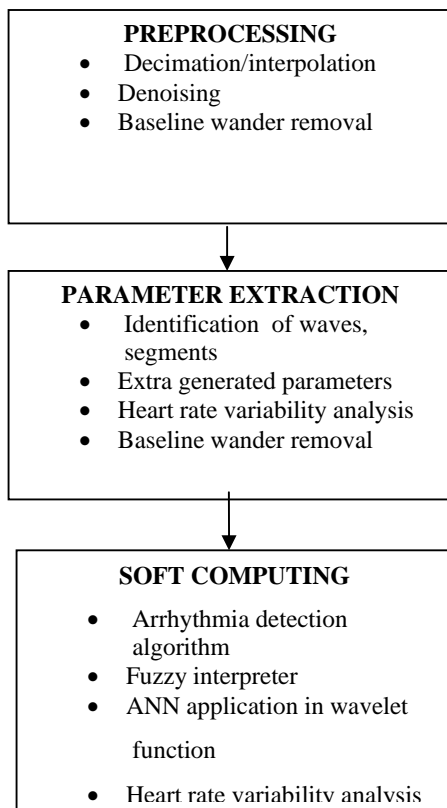 PREPROCESSING
• Decimation/interpolation
• Denoising
• Baseline wander removal
PARAMETER EXTRACTION
• Identification of waves,
segments
• Extra generated parameters
• Heart rate variability analysis
• Baseline wander removal
SOFT COMPUTING
• Arrhythmia detection
algorithm
• Fuzzy interpreter
• ANN application in wavelet
function
• Heart rate variability analysis